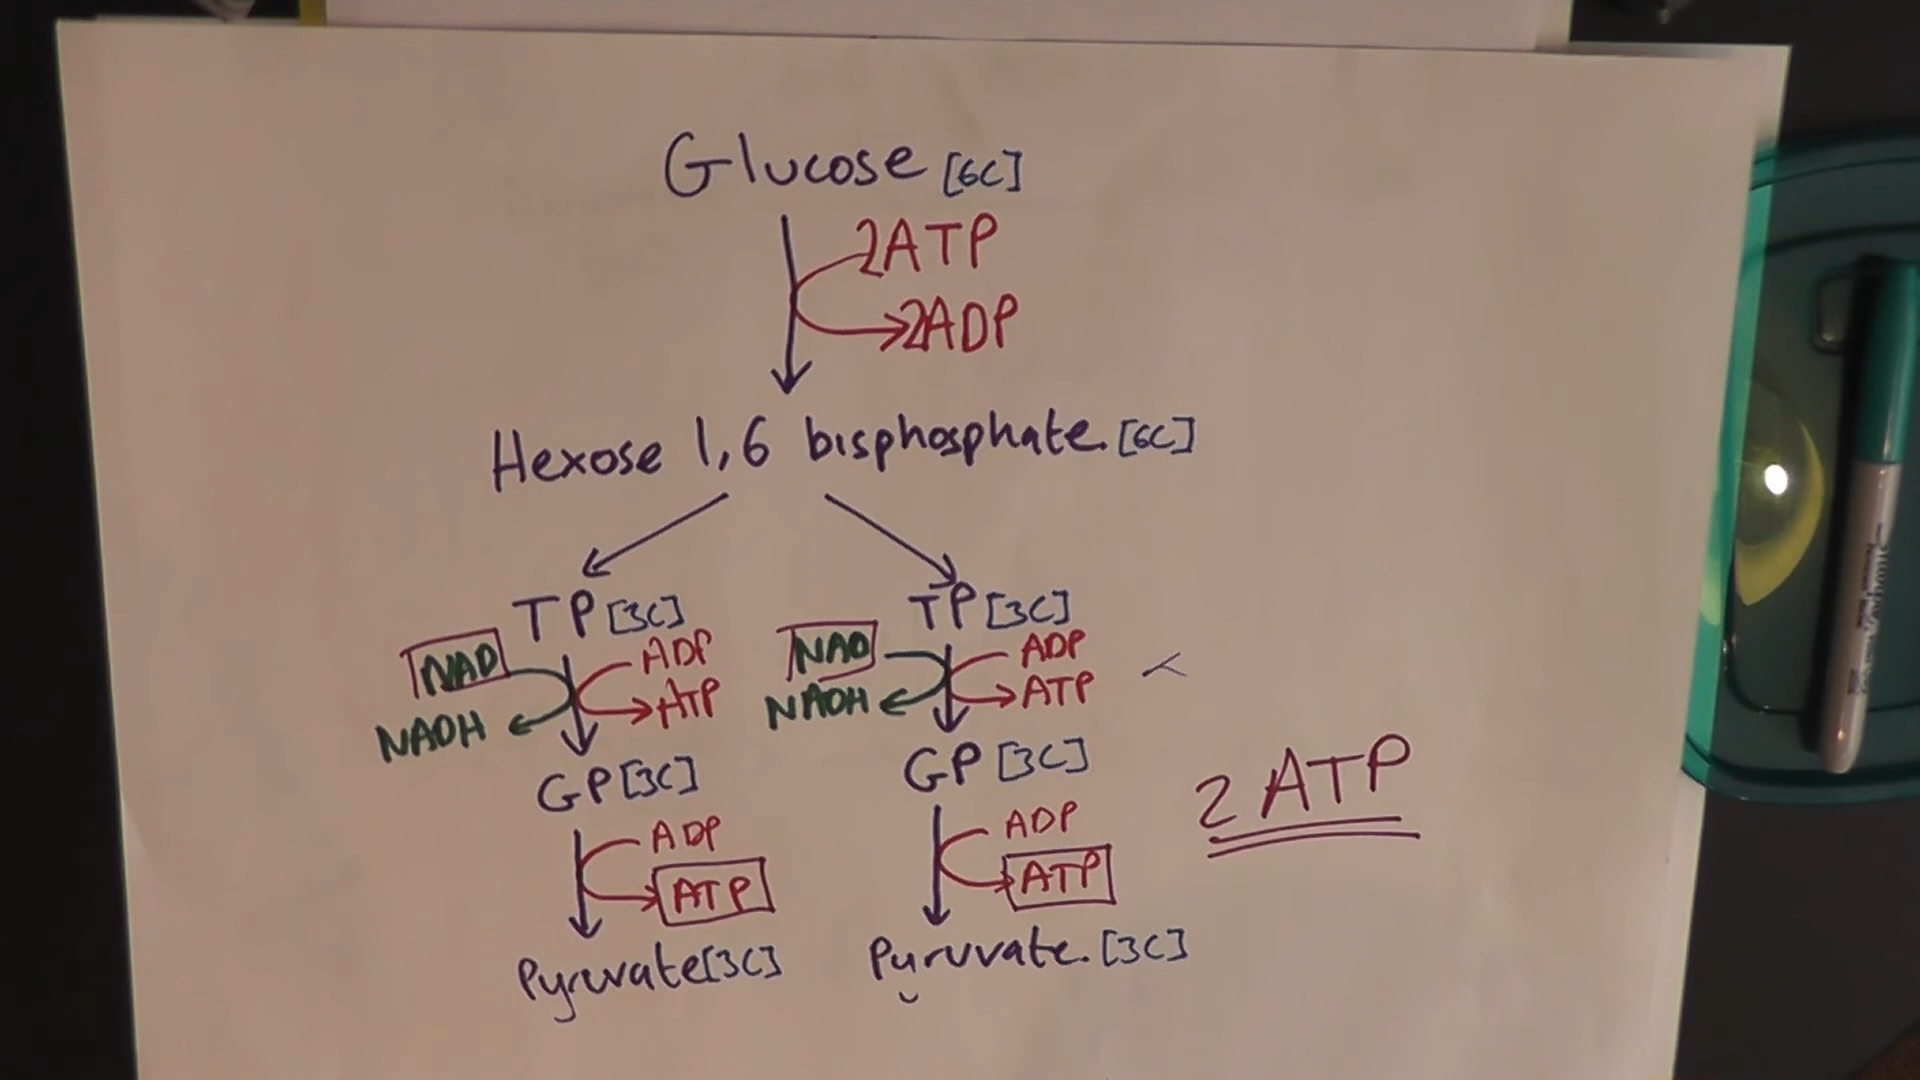 Glucose [6C]
2ATP
2ADP
Hexose 1,6 bisphosphate. [6C]
TP [3C] TP [3C]
NAD ADP NAD ADP
NADH ATP NADH ATP
GP [3C] GP [3C]
2 ATP
ADP ADP
ATP ATP
Pyruvate [3C] Pyruvate. [3C]